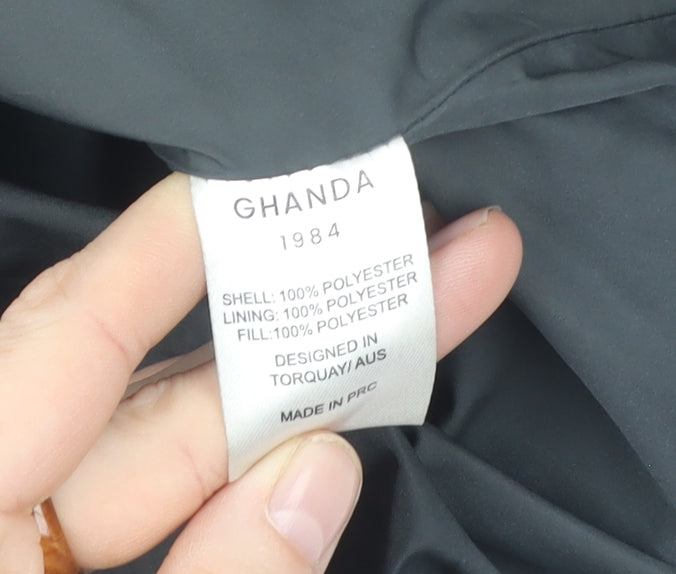 GHANDA
1984
SHELL: 100% POLYESTER
LINING: 100% POLYESTER
FILL:100% POLYESTER
DESIGNED IN
TORQUAY/ AUS
MADE IN PRC